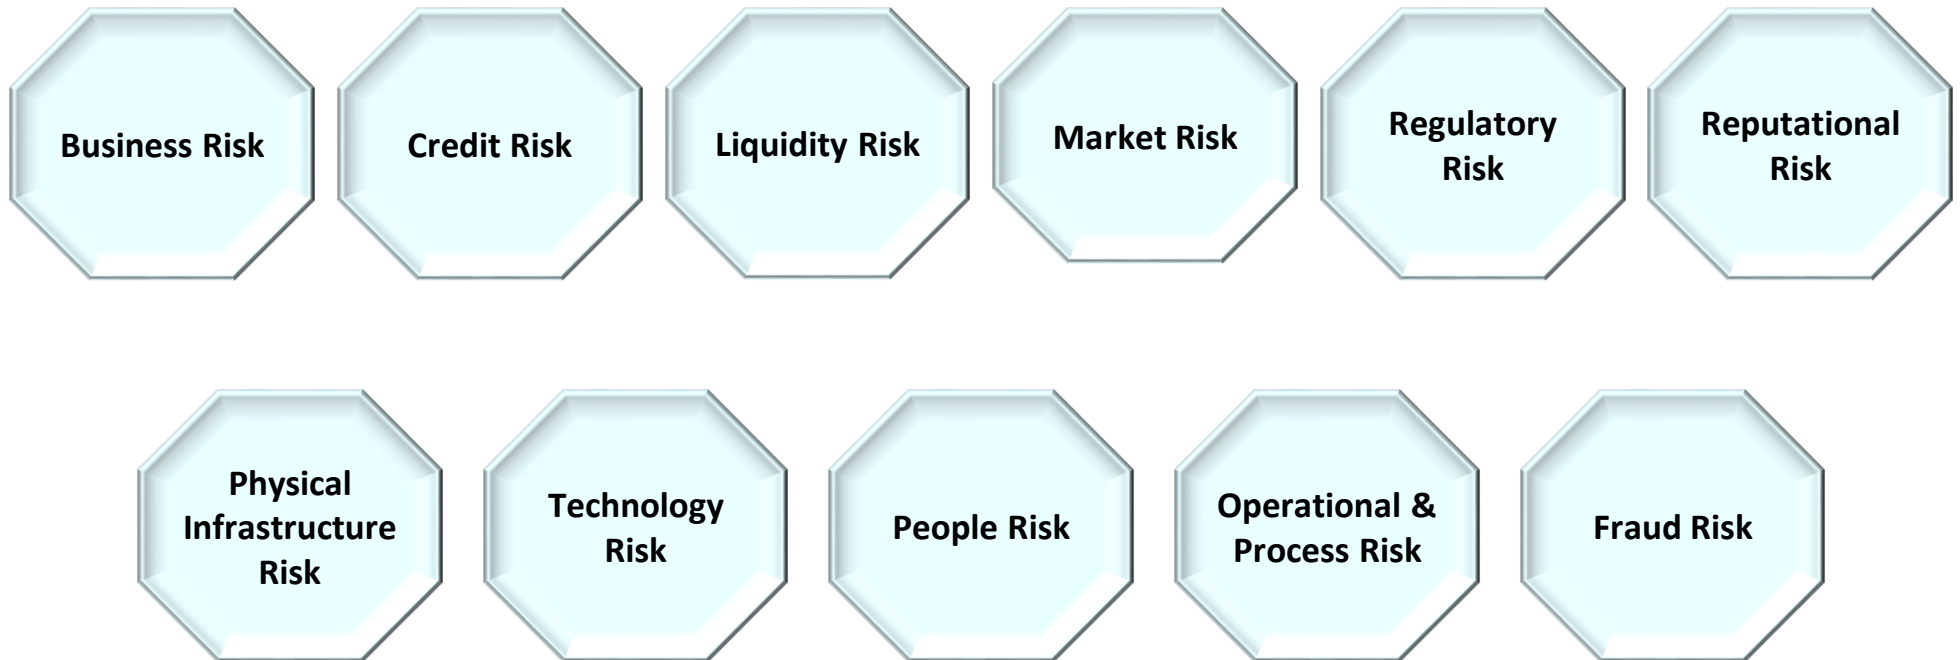 Business Risk
Credit Risk
Liquidity Risk
Market Risk
Regulatory
Risk
Reputational
Risk
Physical
Infrastructure
Risk
Technology
Risk
People Risk
Operational &
Process Risk
Fraud Risk